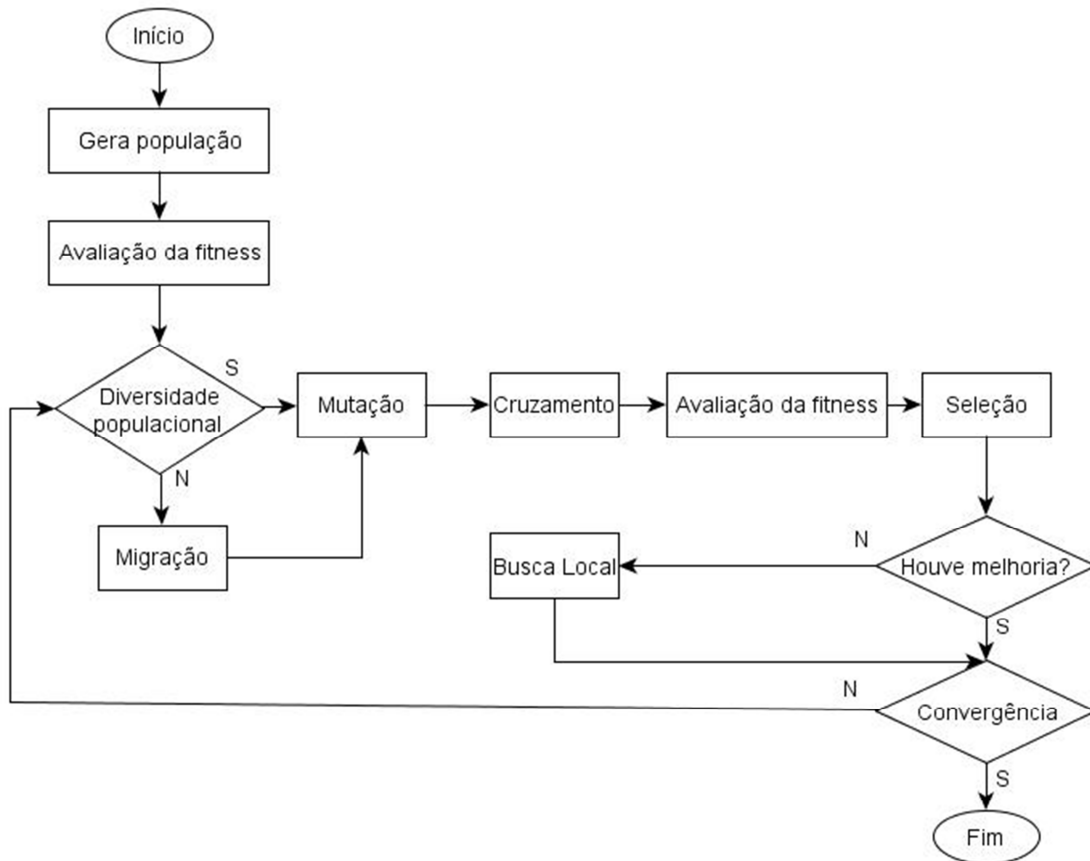 Início
Gera população
Avaliação da fitness
Diversidade
populacional
S
N
Migração
Mutação
Cruzamento
Avaliação da fitness
Seleção
Houve melhoria?
N
S
Busca Local
Convergência
N
S
Fim